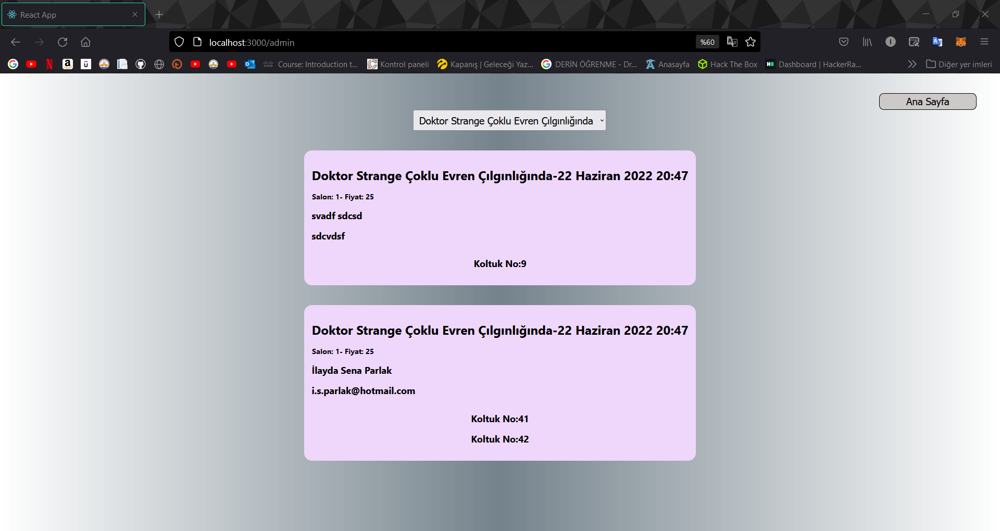 React App
localhost:3000/admin
%60
Course: Introduction t...
Kontrol paneli
Kapanış | Geleceği Yaz...
DERİN ÖĞRENME - Dr...
Anasayfa
Hack The Box
Dashboard | HackerRa...
Diğer yer imleri
Ana Sayfa
Doktor Strange Çoklu Evren Çılgınlığında
Doktor Strange Çoklu Evren Çılgınlığında-22 Haziran 2022 20:47
Salon: 1- Fiyat: 25
svadf sdcsd
sdcvdsf
Koltuk No:9
Doktor Strange Çoklu Evren Çılgınlığında-22 Haziran 2022 20:47
Salon: 1- Fiyat: 25
İlayda Sena Parlak
i.s.parlak@hotmail.com
Koltuk No:41
Koltuk No:42